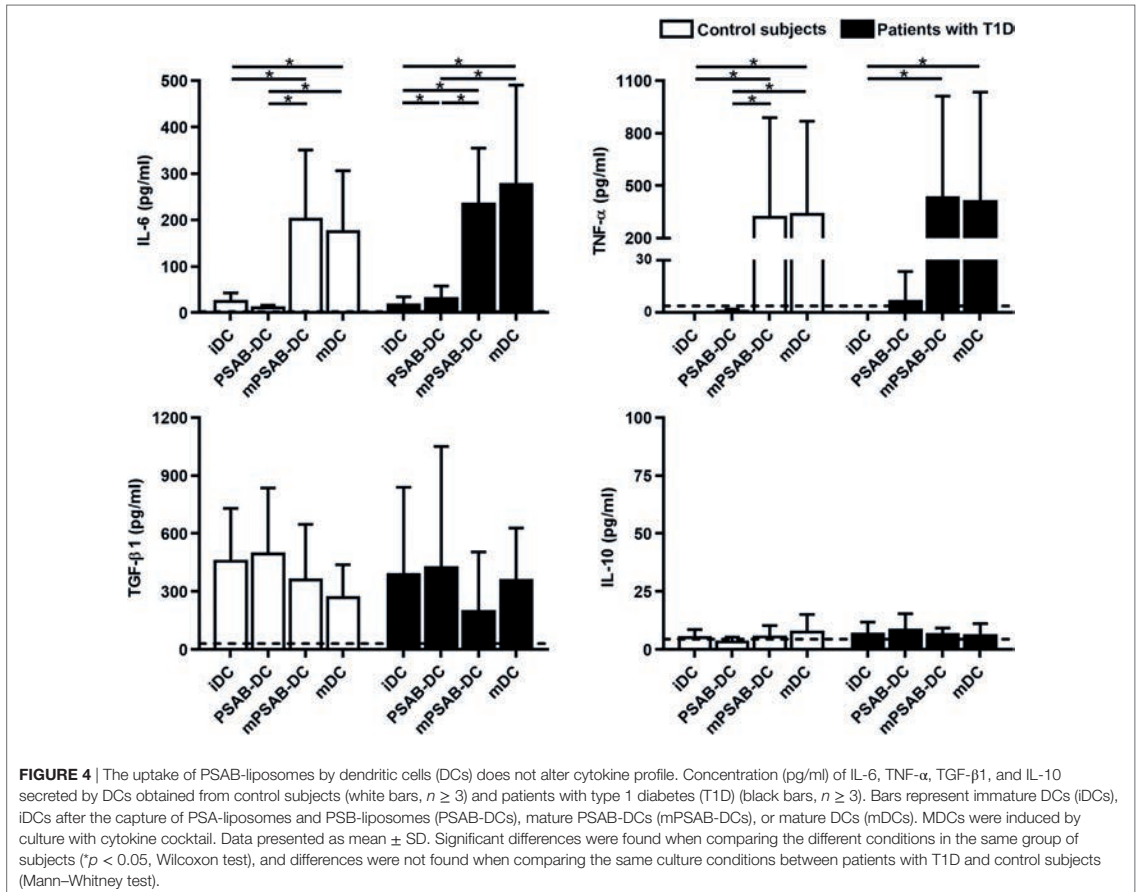 Control subjects Patients with T1D
* * * * * * * * *
500
400
300
200
100
0
IL-6 (pg/ml)
iDC PSAB-DC mPSAB-DC mDC iDC PSAB-DC mPSAB-DC mDC
* * * * * *
1100
800
500
200
30
0
TNF-α (pg/ml)
iDC PSAB-DC mPSAB-DC mDC iDC PSAB-DC mPSAB-DC mDC
1200
900
600
300
0
TGF-β1 (pg/ml)
iDC PSAB-DC mPSAB-DC mDC iDC PSAB-DC mPSAB-DC mDC
100
75
50
25
0
IL-10 (pg/ml)
iDC PSAB-DC mPSAB-DC mDC iDC PSAB-DC mPSAB-DC mDC
FIGURE 4 | The uptake of PSAB-liposomes by dendritic cells (DCs) does not alter cytokine profile. Concentration (pg/ml) of IL-6, TNF-α, TGF-β1, and IL-10
secreted by DCs obtained from control subjects (white bars, n ≥ 3) and patients with type 1 diabetes (T1D) (black bars, n ≥ 3). Bars represent immature DCs (iDCs),
iDCs after the capture of PSA-liposomes and PSB-liposomes (PSAB-DCs), mature PSAB-DCs (mPSAB-DCs), or mature DCs (mDCs). MDCs were induced by
culture with cytokine cocktail. Data presented as mean ± SD. Significant differences were found when comparing the different conditions in the same group of
subjects (*p < 0.05, Wilcoxon test), and differences were not found when comparing the same culture conditions between patients with T1D and control subjects
(Mann–Whitney test).